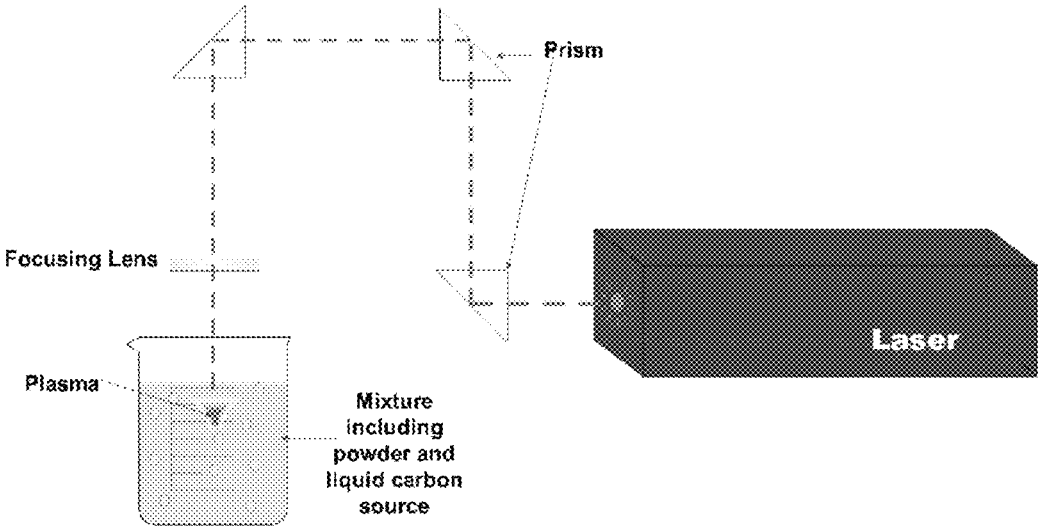 Prism
Focusing Lens
Laser
Plasma
Mixture
including
powder and
liquid carbon
source